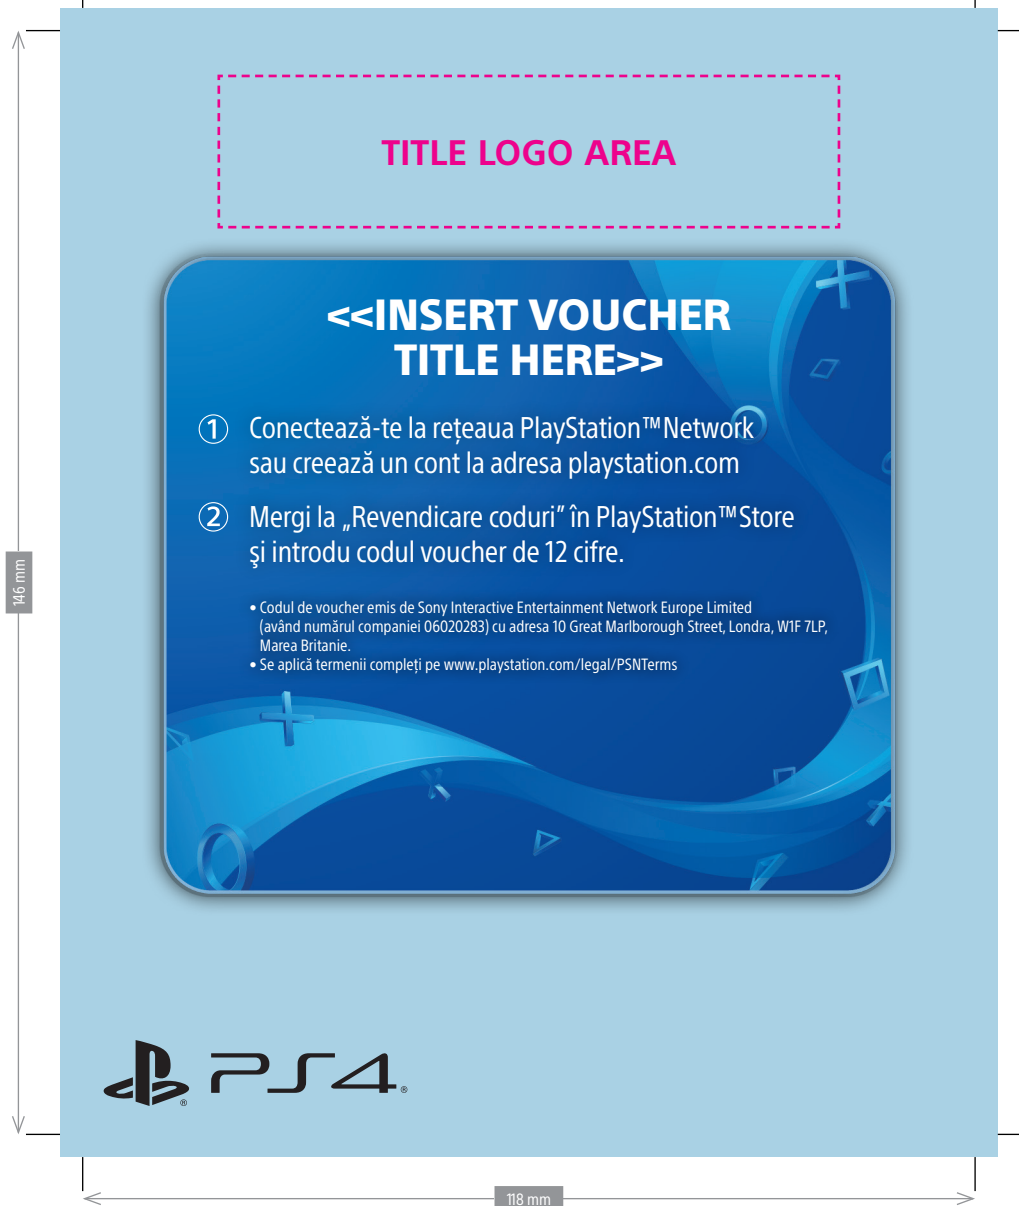 TITLE LOGO AREA
<<INSERT VOUCHER
TITLE HERE>>
1 Conectează-te la rețeaua PlayStation™Network
sau creează un cont la adresa playstation.com
2 Mergi la „Revendicare coduri” în PlayStation™Store
şi introdu codul voucher de 12 cifre.
• Codul de voucher emis de Sony Interactive Entertainment Network Europe Limited
(având numărul companiei 06020283) cu adresa 10 Great Marlborough Street, Londra, W1F 7LP,
Marea Britanie.
• Se aplică termenii compleți pe www.playstation.com/legal/PSNTerms
146 mm
® PS4®
118 mm